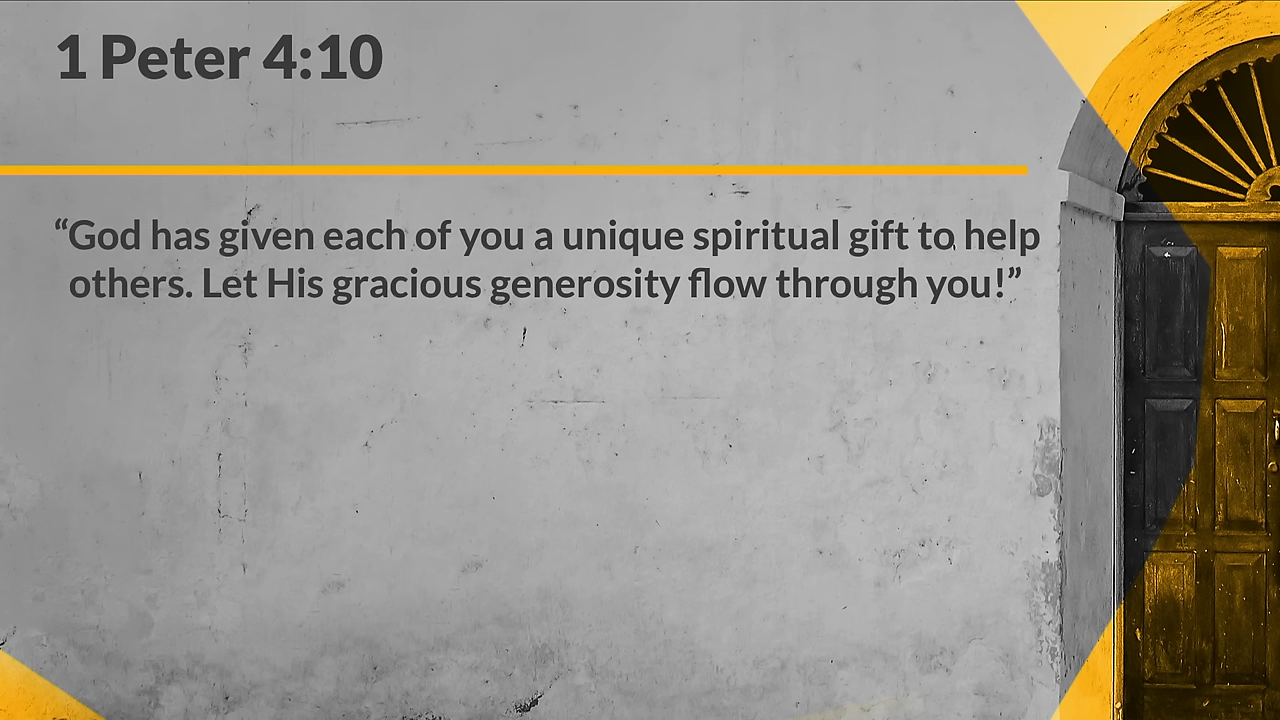 1 Peter 4:10
“God has given each of you a unique spiritual gift to help
others. Let His gracious generosity flow through you!”